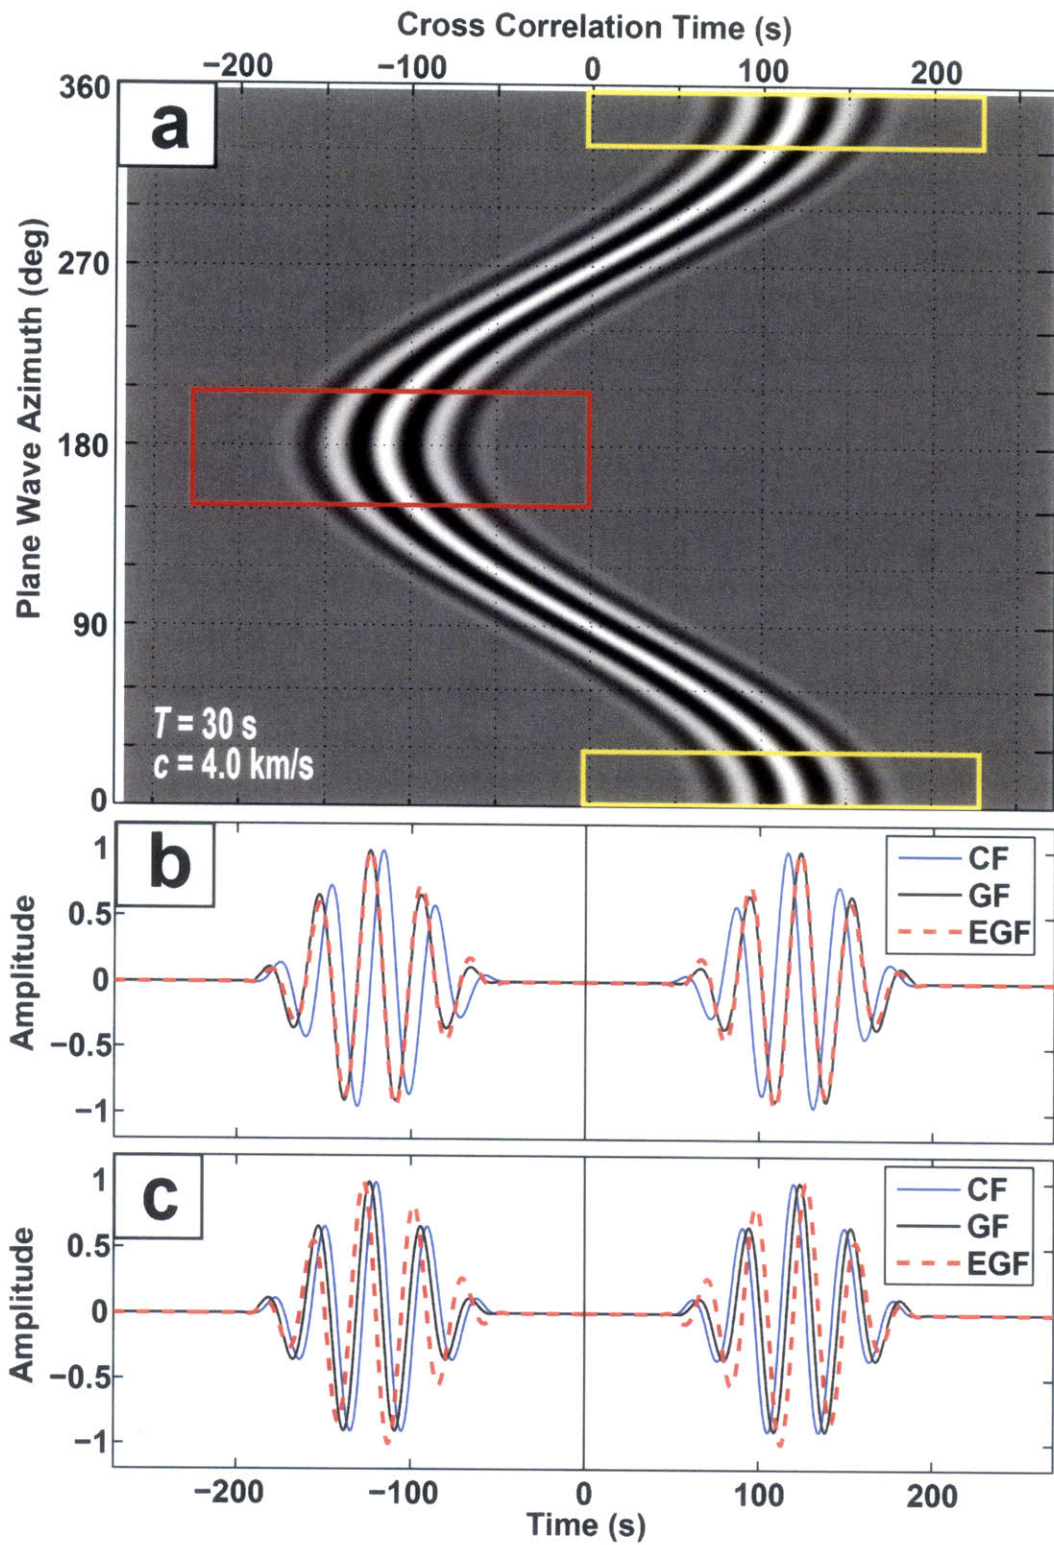 Cross Correlation Time (s)
−200 −100 0 100 200
a
Plane Wave Azimuth (deg)
360
270
180
90
0
T = 30 s
c = 4.0 km/s
b
Amplitude
1
0.5
0
−0.5
−1
CF
GF
EGF
c
Amplitude
1
0.5
0
−0.5
−1
CF
GF
EGF
−200 −100 0 100 200
Time (s)